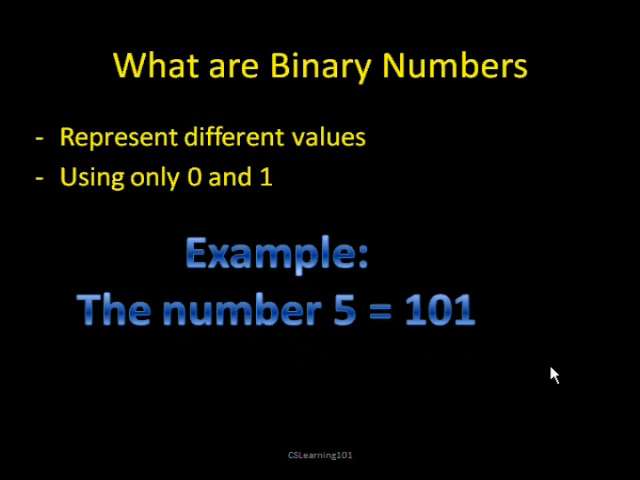 What are Binary Numbers
- Represent different values
- Using only 0 and 1
Example:
The number 5 = 101
CSLearning101